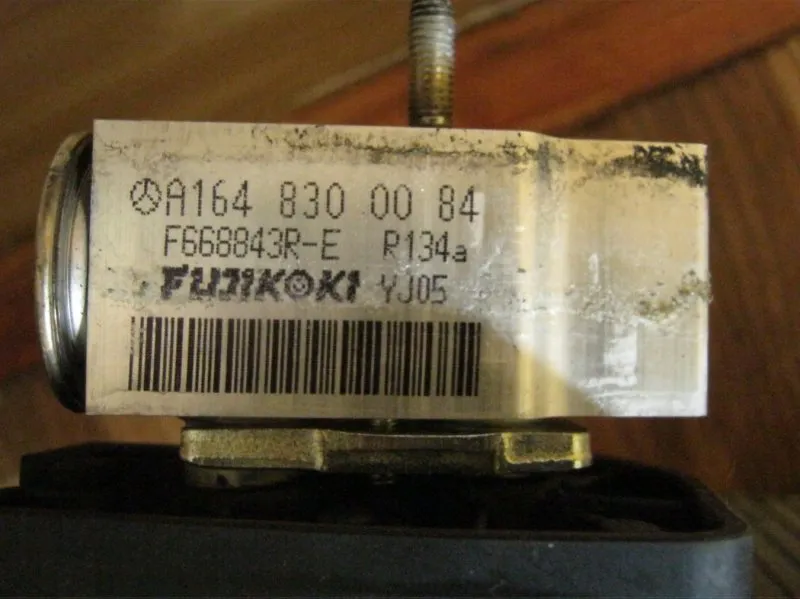 A164 830 00 84
F668843R-E R134a
FUJIKOKI YJ05